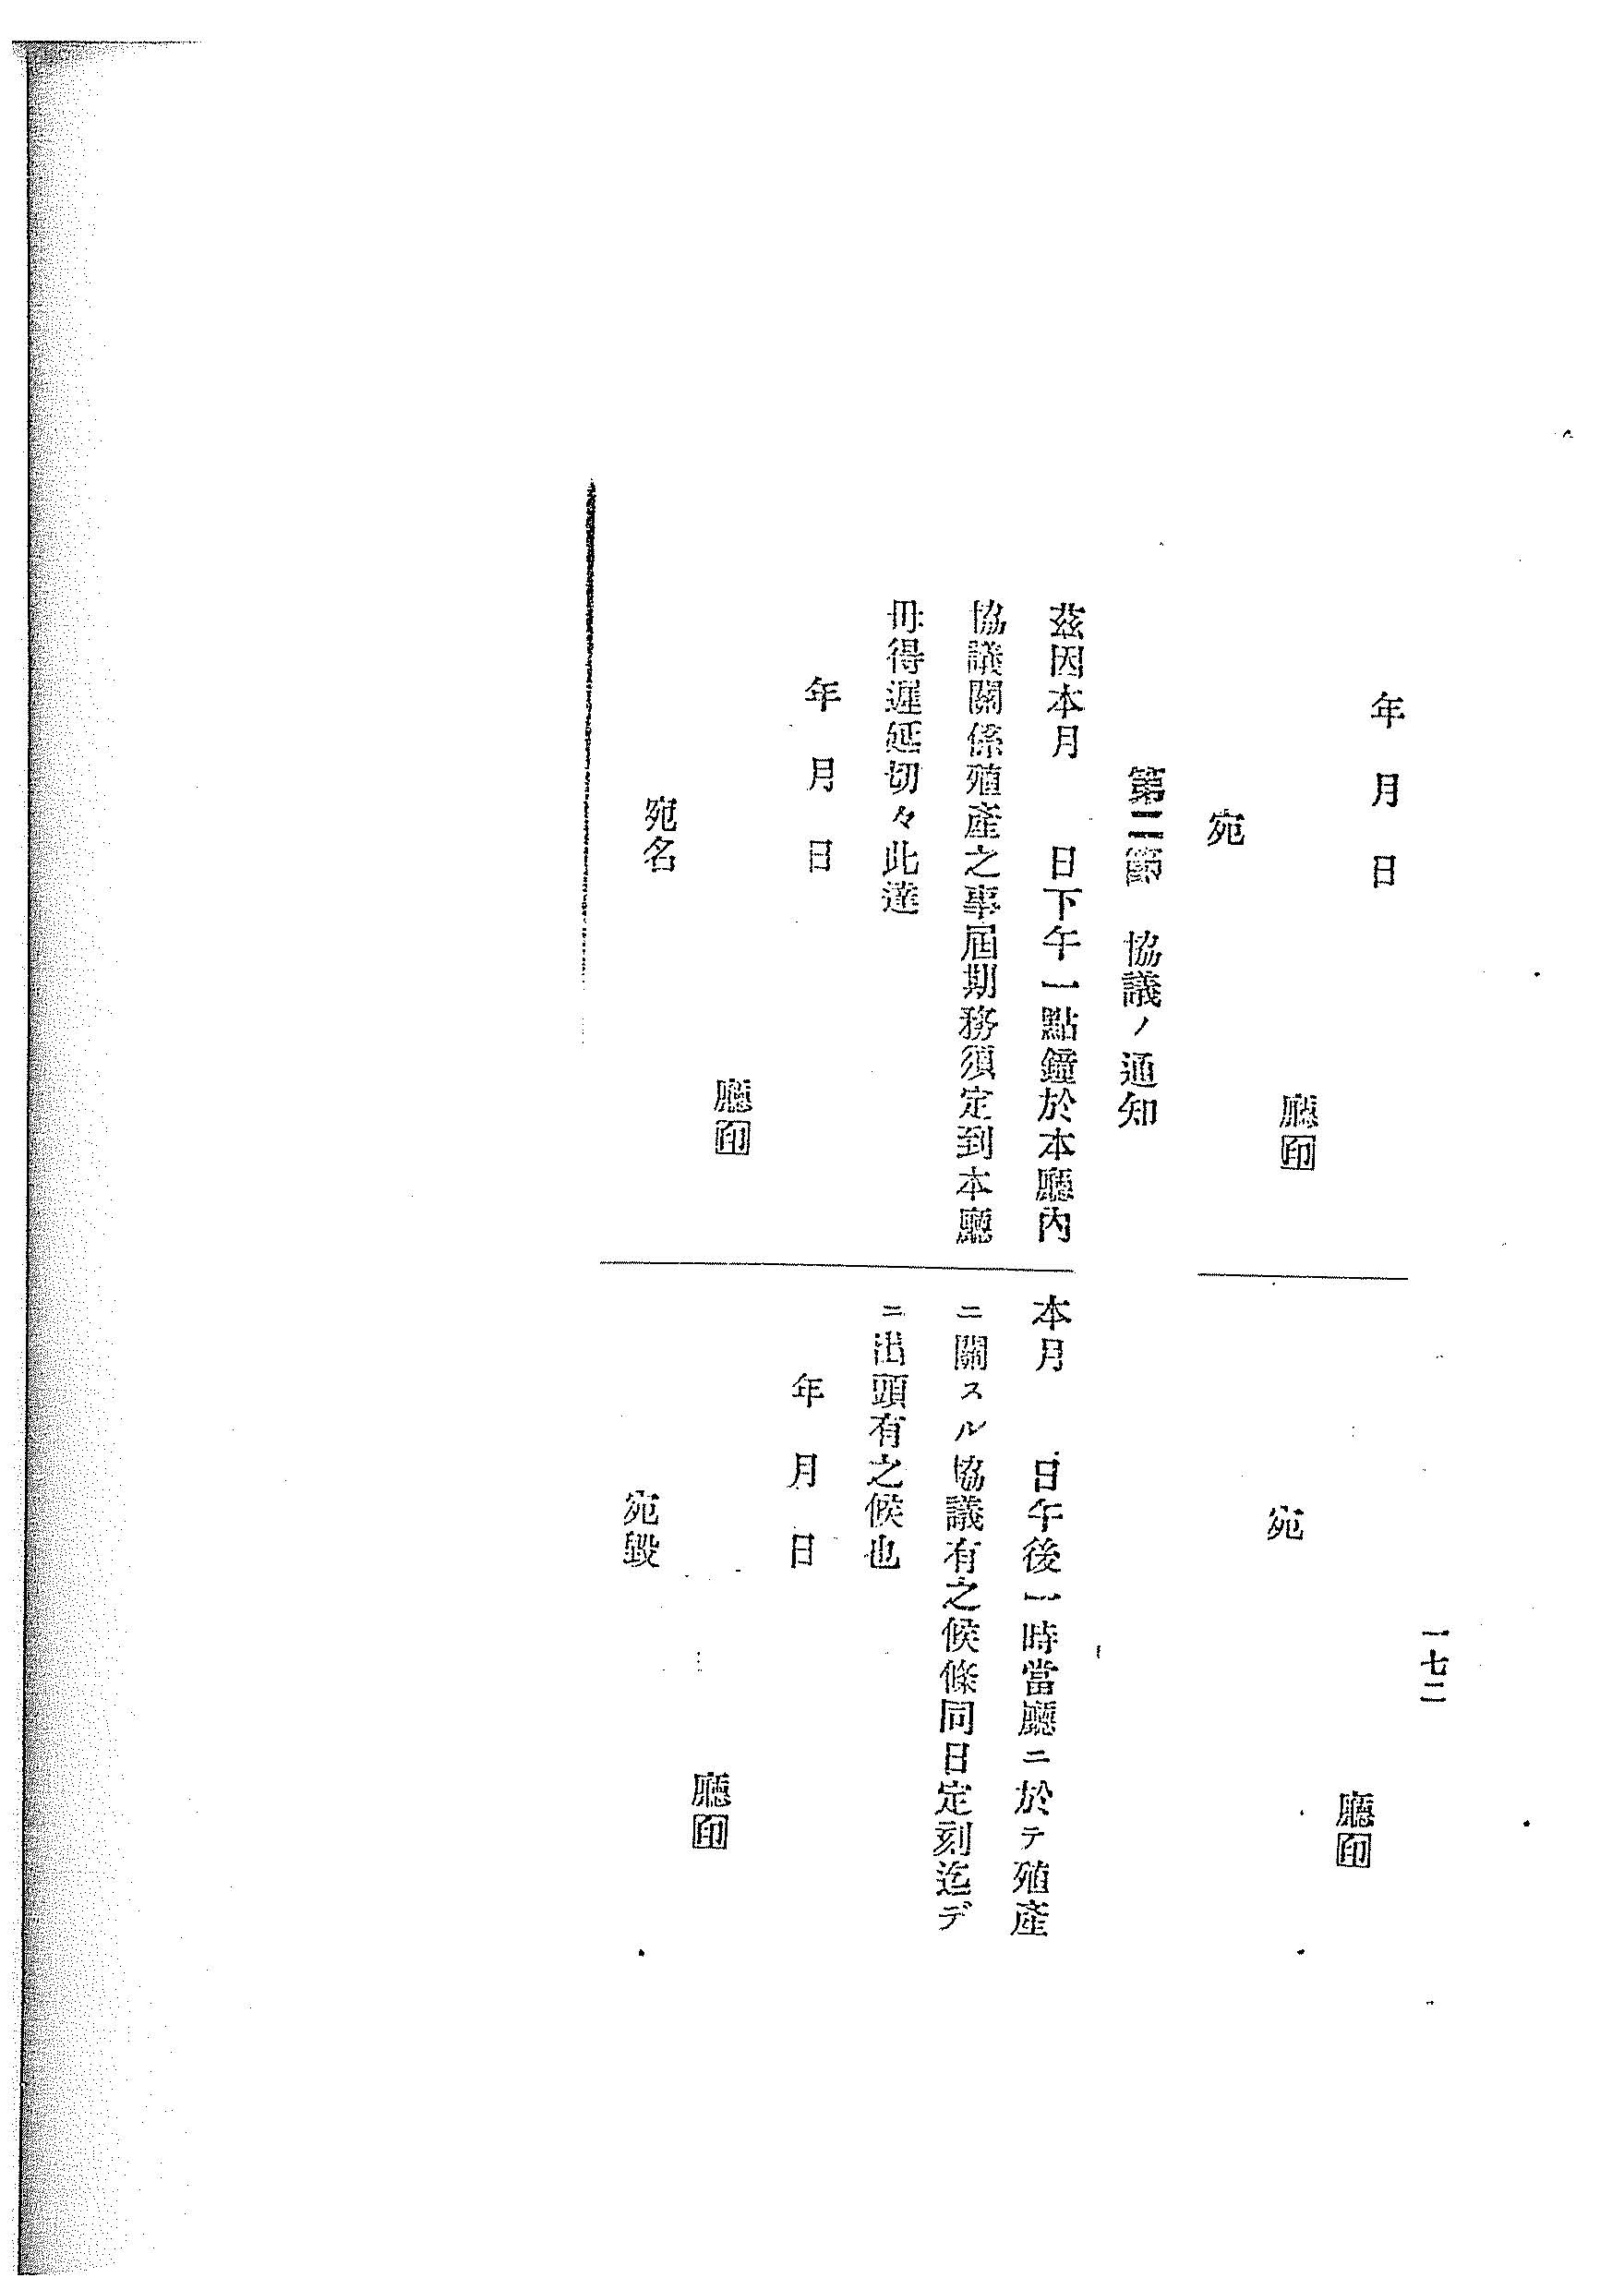 一七二
年 月 日
廳印
宛
廳印
宛
第二節 協議ノ通知
茲因本月 日下午一點鐘於本廳內
協議關係殖產之事屆期務須定到本廳
毋得遲延切々此達
年 月 日
廳印
宛名
本月 日午後一時當廳ニ於テ殖產
ニ關スル協議有之候條同日定刻迄デ
ニ出頭有之候也
年 月 日
廳印
宛